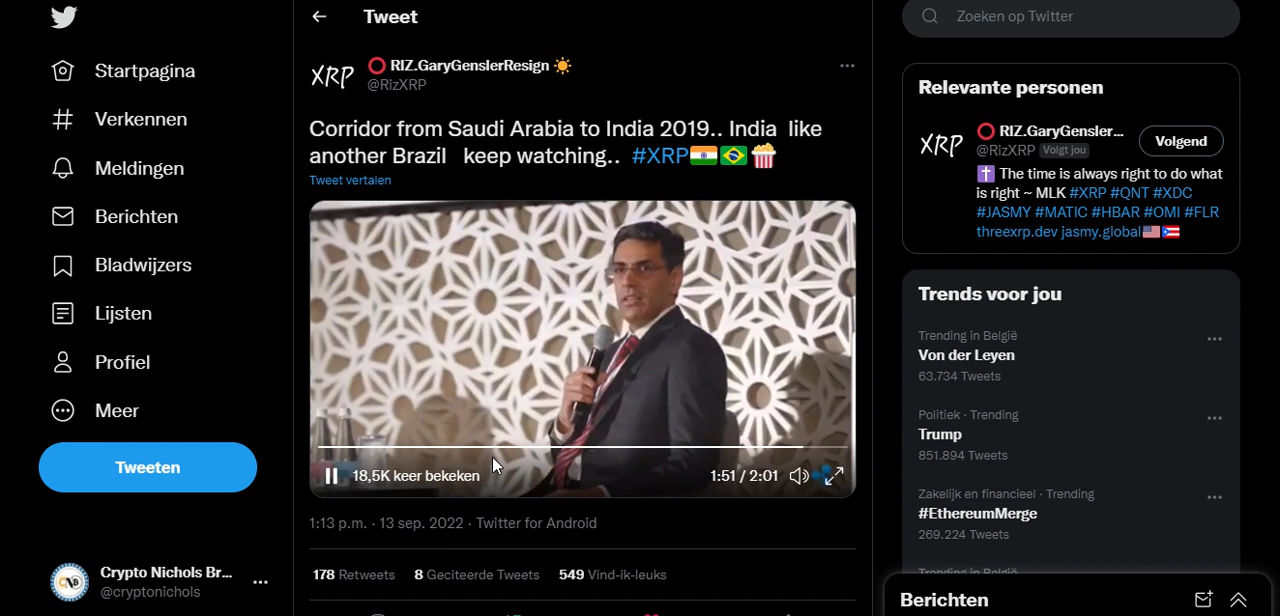 Startpagina
Verkennen
Meldingen
Berichten
Bladwijzers
Lijsten
Profiel
Meer
Tweeten
Crypto Nichols Br...
@cryptonichols
Tweet
XRP
RIZ.GaryGenslerResign
@RizXRP
Corridor from Saudi Arabia to India 2019.. India like
another Brazil keep watching.. #XRP
Tweet vertalen
18,5K keer bekeken
1:51 / 2:01
1:13 p.m. · 13 sep. 2022 · Twitter for Android
178 Retweets 8 Geciteerde Tweets 549 Vind-ik-leuks
Zoeken op Twitter
Relevante personen
XRP
RIZ.GaryGensler...
@RizXRP Volgt jou
Volgend
The time is always right to do what
is right ~ MLK #XRP #QNT #XDC
#JASMY #MATIC #HBAR #OMI #FLR
threexrp.dev jasmy.global
Trends voor jou
Trending in België
Von der Leyen
63.734 Tweets
Politiek · Trending
Trump
851.894 Tweets
Zakelijk en financieel · Trending
#EthereumMerge
269.224 Tweets
Trending in België
Berichten